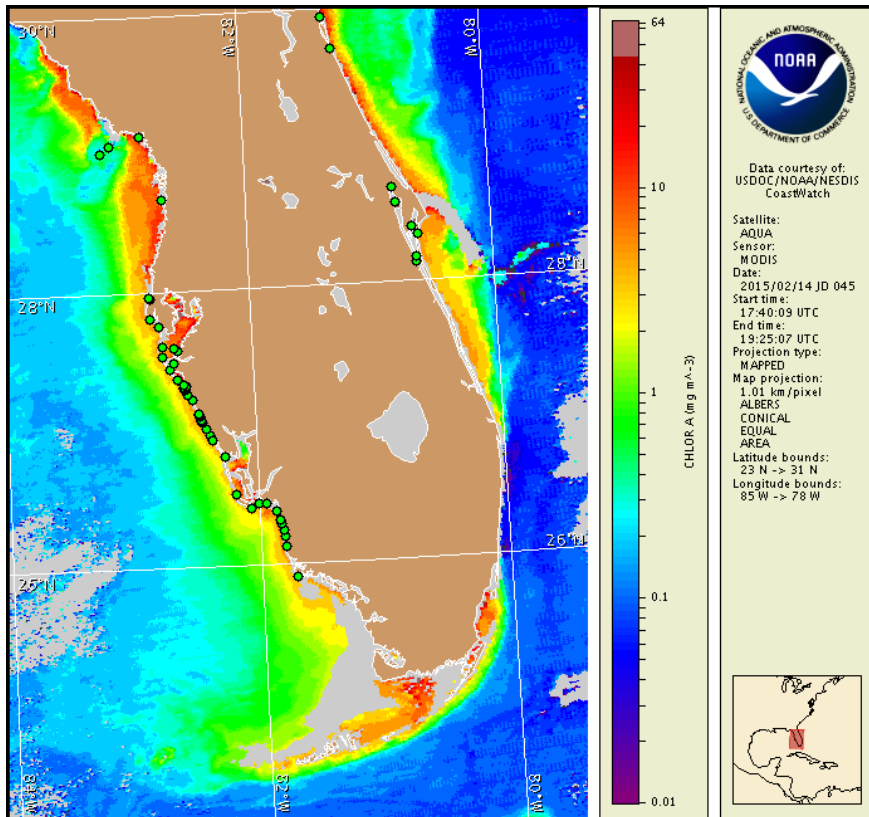 30°N
82°W
80°W
28°N
28°N
26°N
26°N
84°W
82°W
80°W
64
10
1
0.1
0.01
CHLOR A (mg m^-3)
NATIONAL OCEANIC AND ATMOSPHERIC ADMINISTRATION
NOAA
U.S. DEPARTMENT OF COMMERCE
Data courtesy of:
USDOC/NOAA/NESDIS
CoastWatch
Satellite:
AQUA
Sensor:
MODIS
Date:
2015/02/14 JD 045
Start time:
17:40:09 UTC
End time:
19:25:07 UTC
Projection type:
MAPPED
Map projection:
1.01 km/pixel
ALBERS
CONICAL
EQUAL
AREA
Latitude bounds:
23 N -> 31 N
Longitude bounds:
85 W -> 78 W